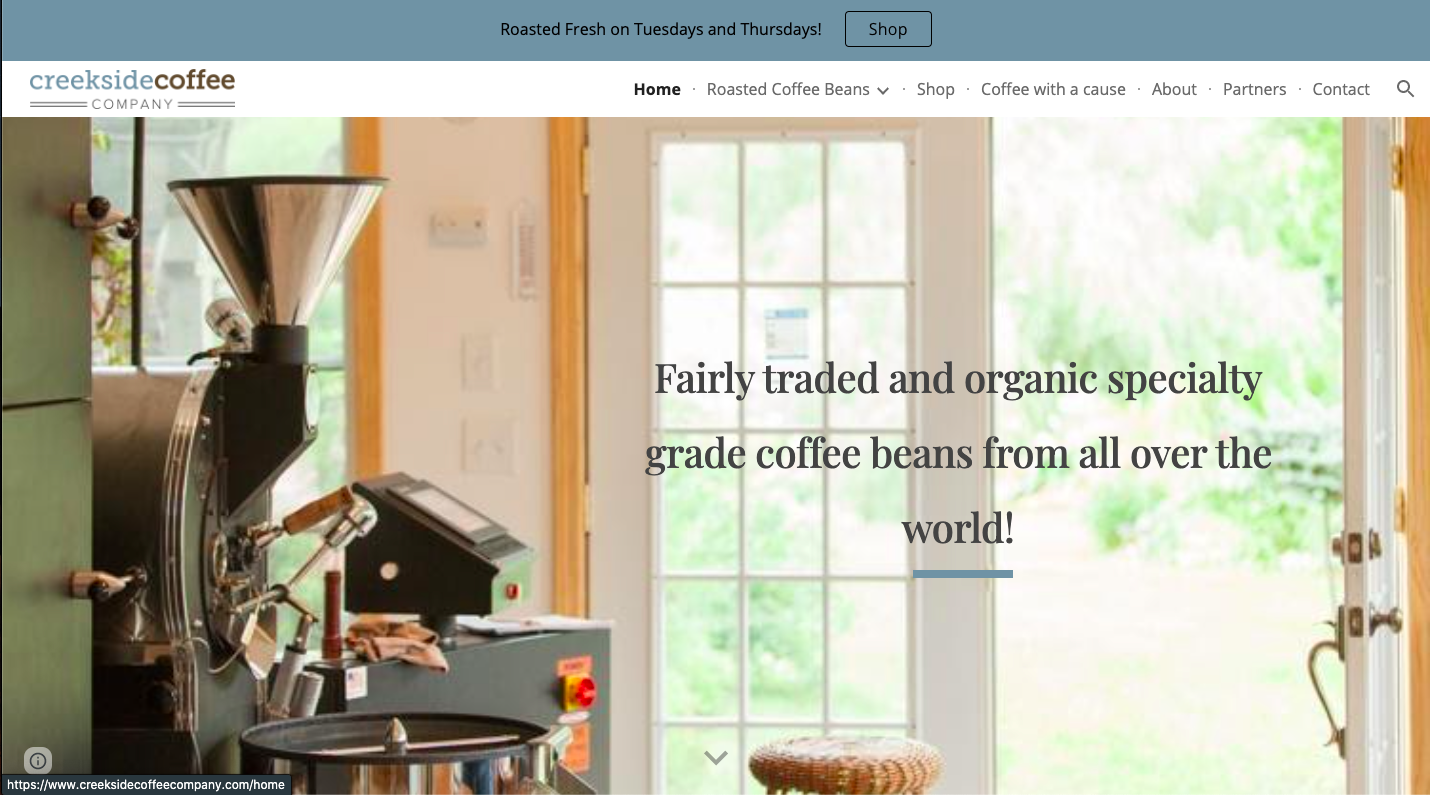 Roasted Fresh on Tuesdays and Thursdays! Shop
creeksidecoffee
COMPANY
Home · Roasted Coffee Beans · Shop · Coffee with a cause · About · Partners · Contact
Fairly traded and organic specialty
grade coffee beans from all over the
world!
https://www.creeksidecoffeecompany.com/home